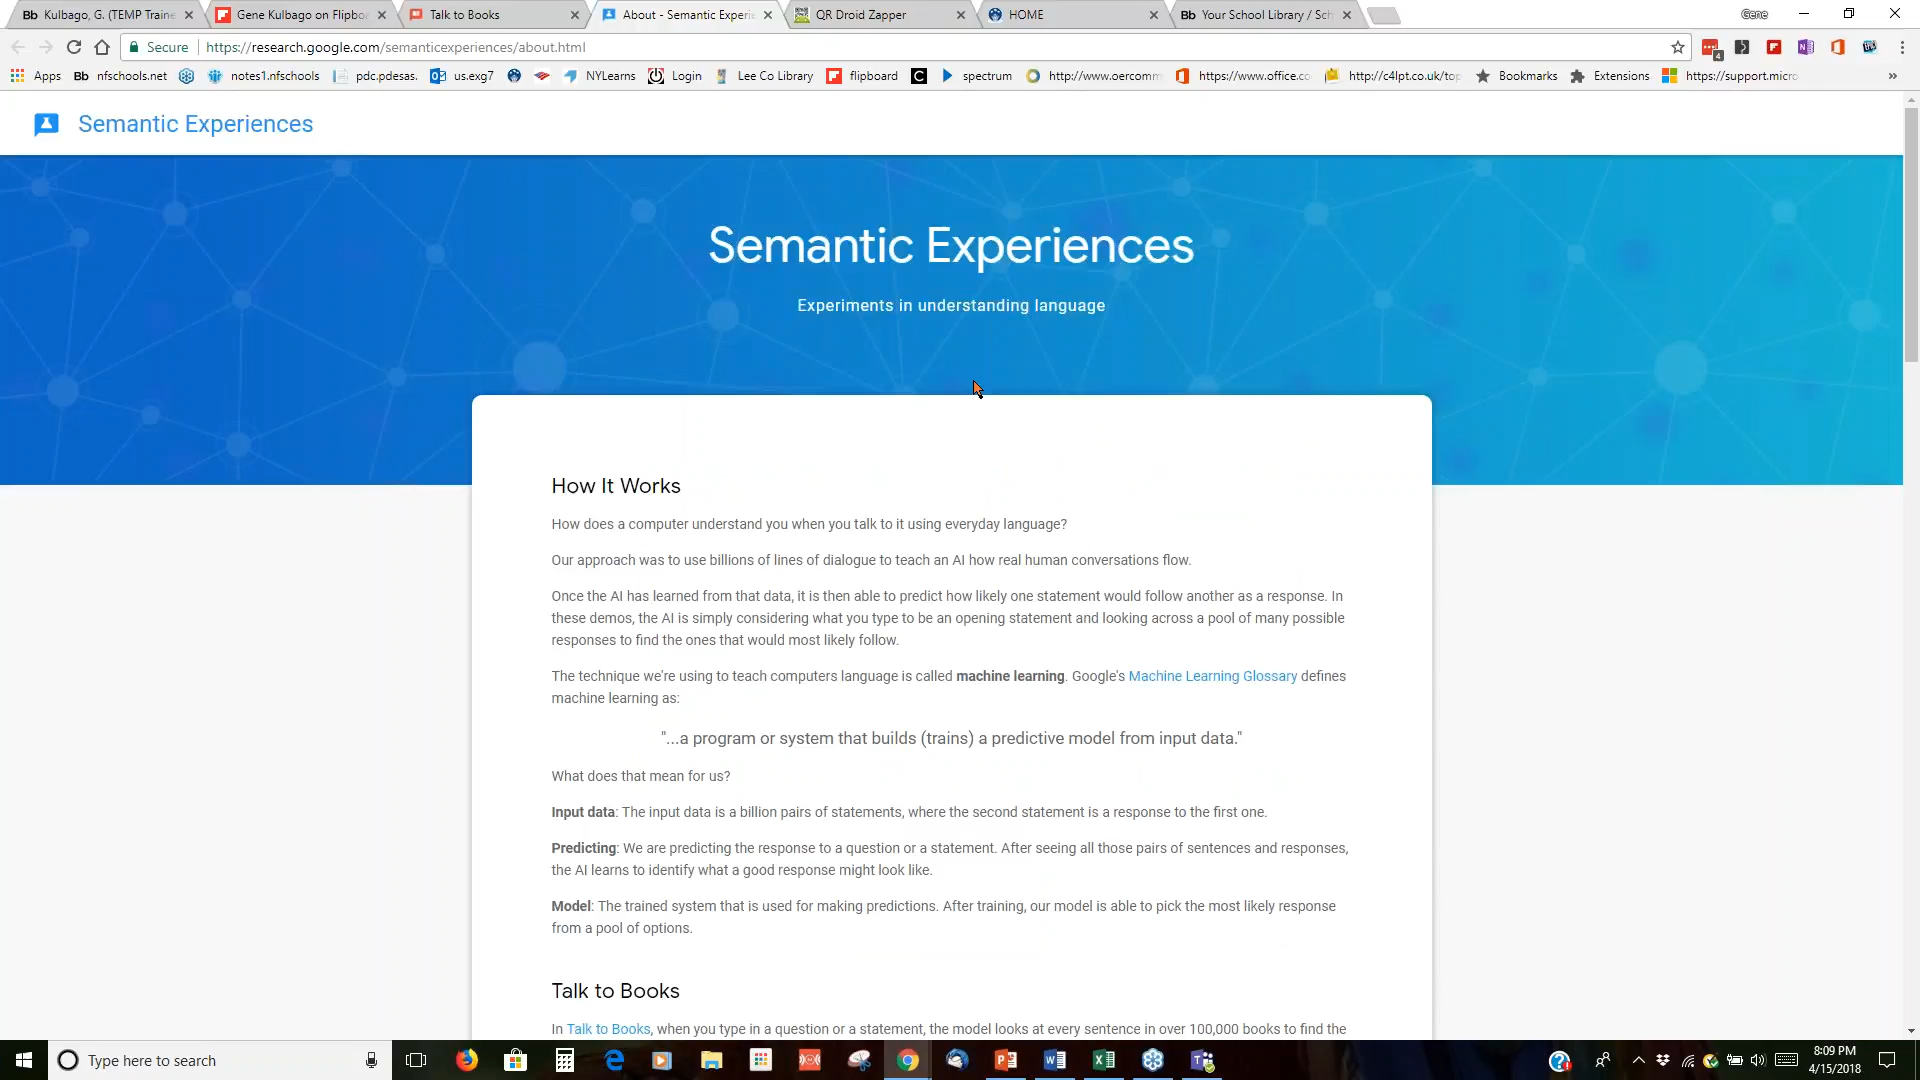 Kulbago, G. (TEMP Traine
Gene Kulbago on Flipbo
Talk to Books
About - Semantic Experie
QR Droid Zapper
HOME
Bb Your School Library / Sch
Gene
Secure
https://research.google.com/semanticexperiences/about.html
Apps
Bb nfschools.net
notes1.nfschools
pdc.pdesas.
us.exg7
NYLearns
Login
Lee Co Library
flipboard
spectrum
http://www.oercomm
https://www.office.co
http://c4lpt.co.uk/top
Bookmarks
Extensions
https://support.micro
Semantic Experiences
Semantic Experiences
Experiments in understanding language
How It Works
How does a computer understand you when you talk to it using everyday language?
Our approach was to use billions of lines of dialogue to teach an AI how real human conversations flow.
Once the AI has learned from that data, it is then able to predict how likely one statement would follow another as a response. In
these demos, the AI is simply considering what you type to be an opening statement and looking across a pool of many possible
responses to find the ones that would most likely follow.
The technique we're using to teach computers language is called machine learning. Google's Machine Learning Glossary defines
machine learning as:
"...a program or system that builds (trains) a predictive model from input data."
What does that mean for us?
Input data: The input data is a billion pairs of statements, where the second statement is a response to the first one.
Predicting: We are predicting the response to a question or a statement. After seeing all those pairs of sentences and responses,
the AI learns to identify what a good response might look like.
Model: The trained system that is used for making predictions. After training, our model is able to pick the most likely response
from a pool of options.
Talk to Books
In Talk to Books, when you type in a question or a statement, the model looks at every sentence in over 100,000 books to find the
Type here to search
8:09 PM
4/15/2018